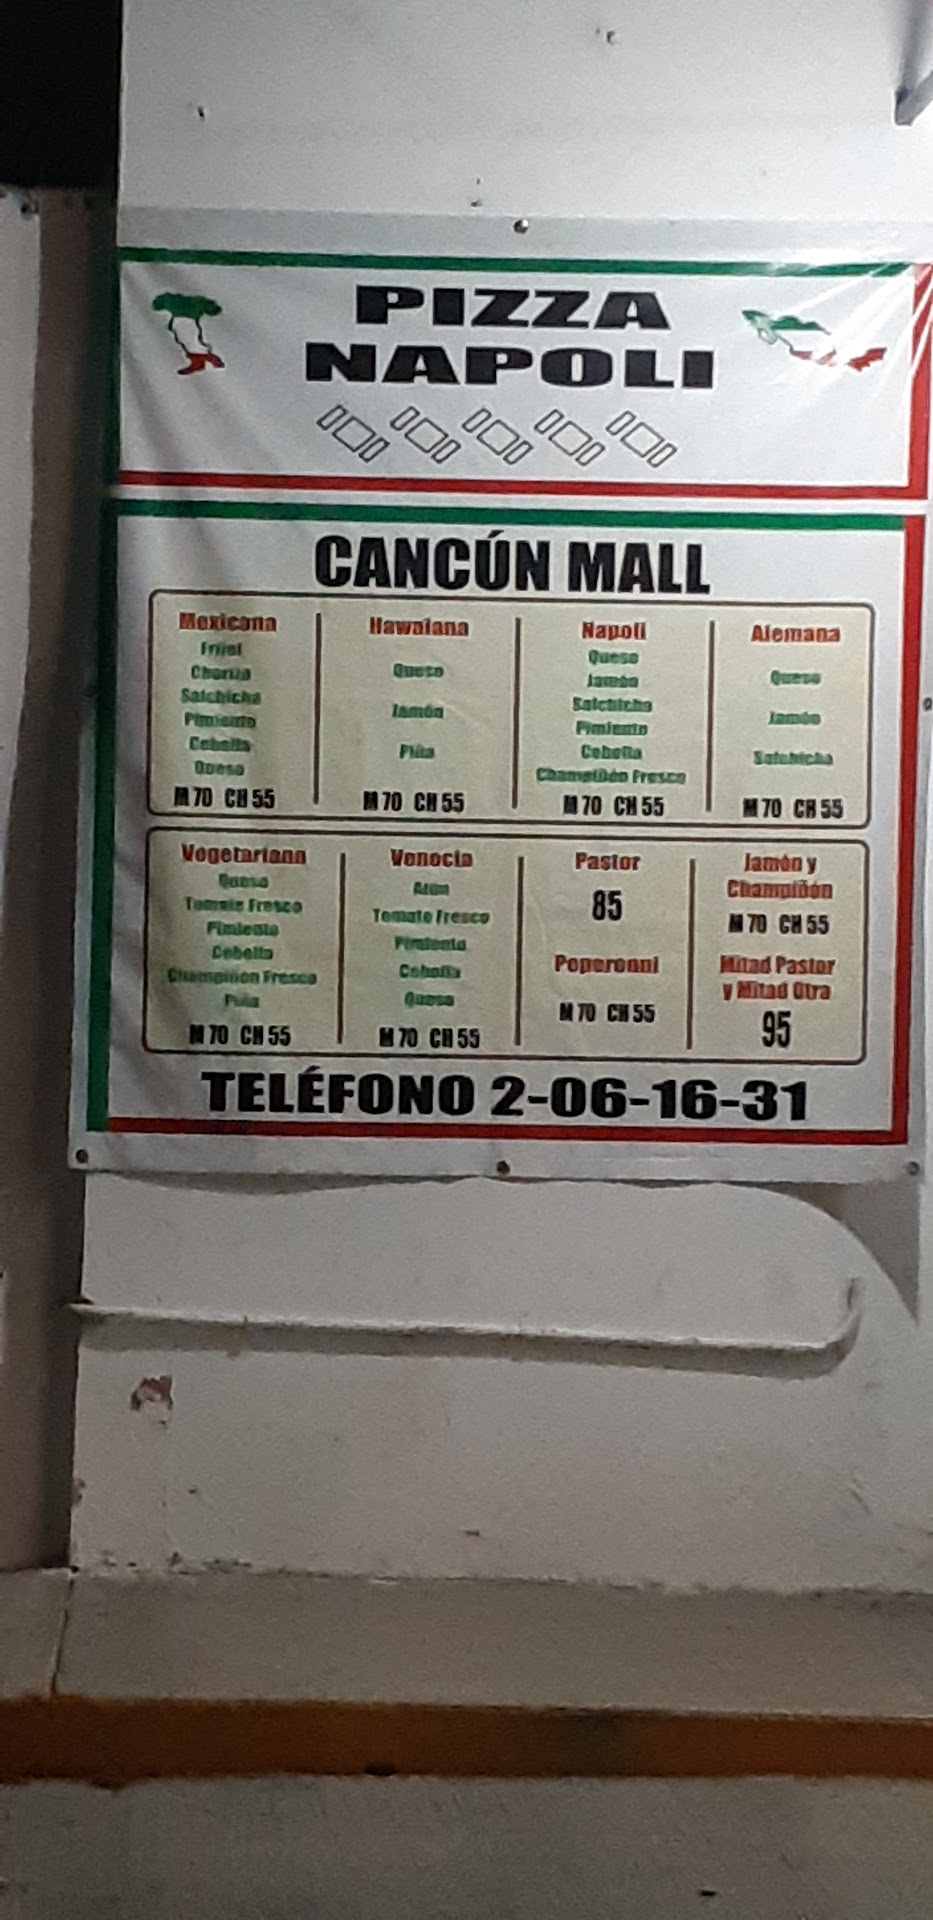 PIZZA
NAPOLI
CANCÚN MALL
Mexicana
Frijol
Chorizo
Salchicha
Pimiento
Cebolla
Queso
M 70 CH 55
Hawaiana
Queso
Jamón
Piña
M 70 CH 55
Napoli
Queso
Jamón
Salchicha
Pimiento
Cebolla
Champiñón Fresco
M 70 CH 55
Alemana
Queso
Jamón
Salchicha
M 70 CH 55
Vegetariana
Queso
Tomate Fresco
Pimiento
Cebolla
Champiñon Fresco
Piña
M 70 CH 55
Venecia
Atún
Tomate Fresco
Pimiento
Cebolla
Queso
M 70 CH 55
Pastor
85
Peperonni
M 70 CH 55
Jamón y
Champiñón
M 70 CH 55
Mitad Pastor
y Mitad Otra
95
TELÉFONO 2-06-16-31